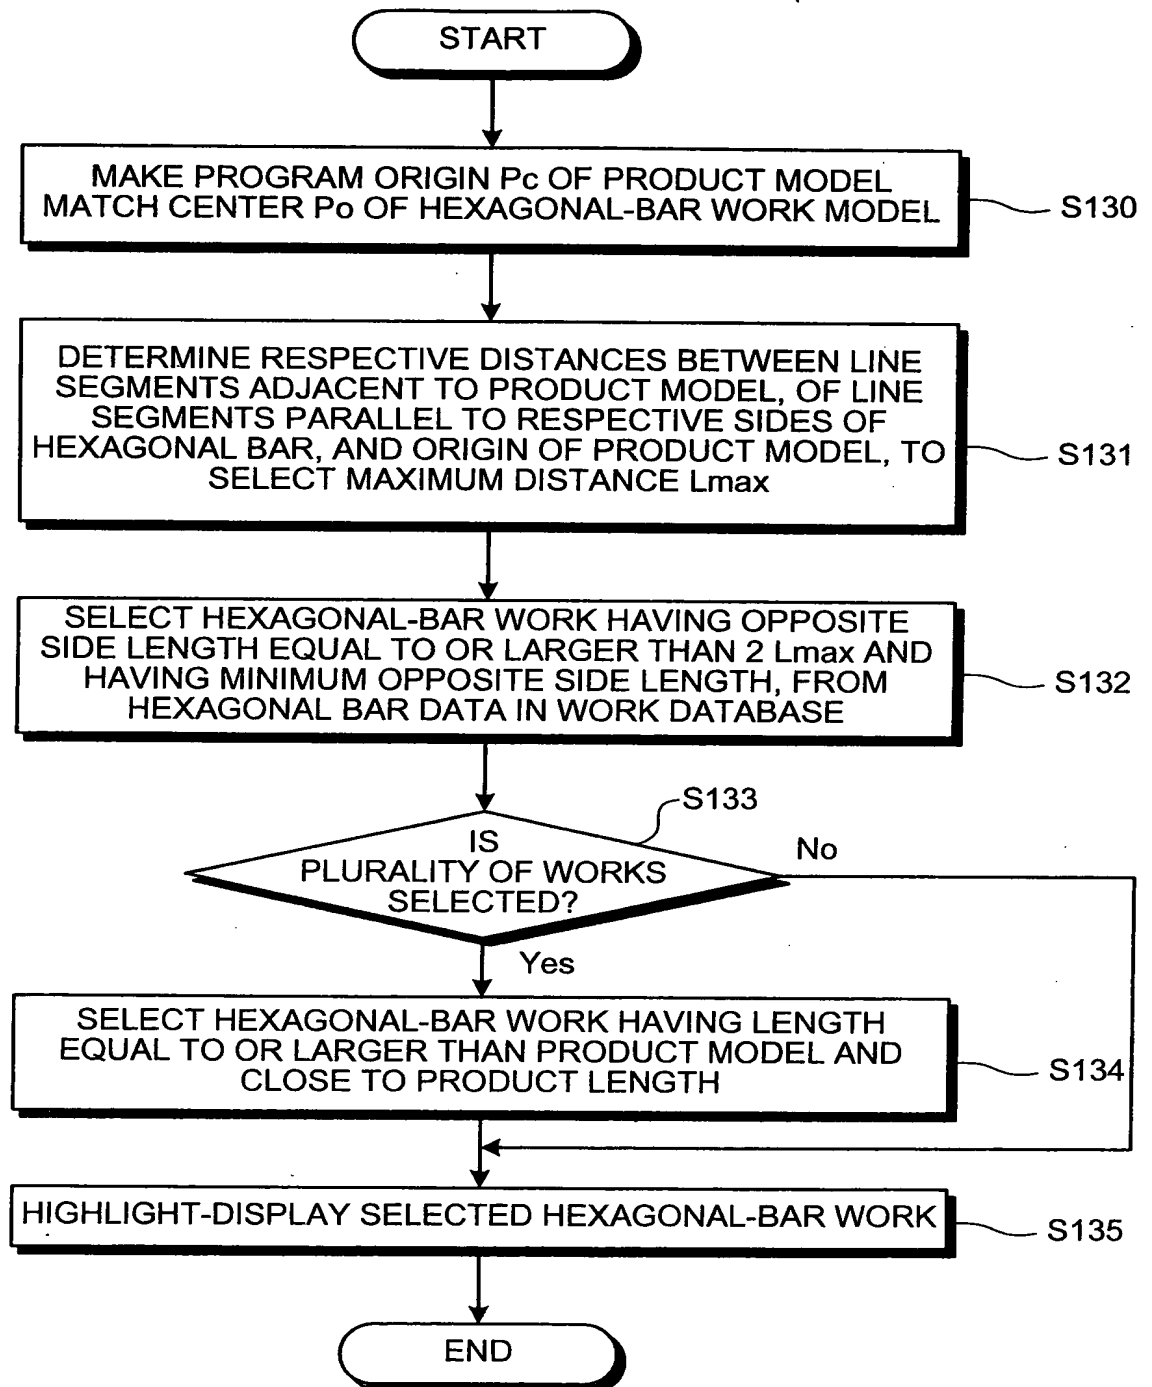 START
MAKE PROGRAM ORIGIN Pc OF PRODUCT MODEL
MATCH CENTER Po OF HEXAGONAL-BAR WORK MODEL
S130
DETERMINE RESPECTIVE DISTANCES BETWEEN LINE
SEGMENTS ADJACENT TO PRODUCT MODEL, OF LINE
SEGMENTS PARALLEL TO RESPECTIVE SIDES OF
HEXAGONAL BAR, AND ORIGIN OF PRODUCT MODEL, TO
SELECT MAXIMUM DISTANCE Lmax
S131
SELECT HEXAGONAL-BAR WORK HAVING OPPOSITE
SIDE LENGTH EQUAL TO OR LARGER THAN 2 Lmax AND
HAVING MINIMUM OPPOSITE SIDE LENGTH, FROM
HEXAGONAL BAR DATA IN WORK DATABASE
S132
S133
IS
PLURALITY OF WORKS
SELECTED?
No
Yes
SELECT HEXAGONAL-BAR WORK HAVING LENGTH
EQUAL TO OR LARGER THAN PRODUCT MODEL AND
CLOSE TO PRODUCT LENGTH
S134
HIGHLIGHT-DISPLAY SELECTED HEXAGONAL-BAR WORK
S135
END